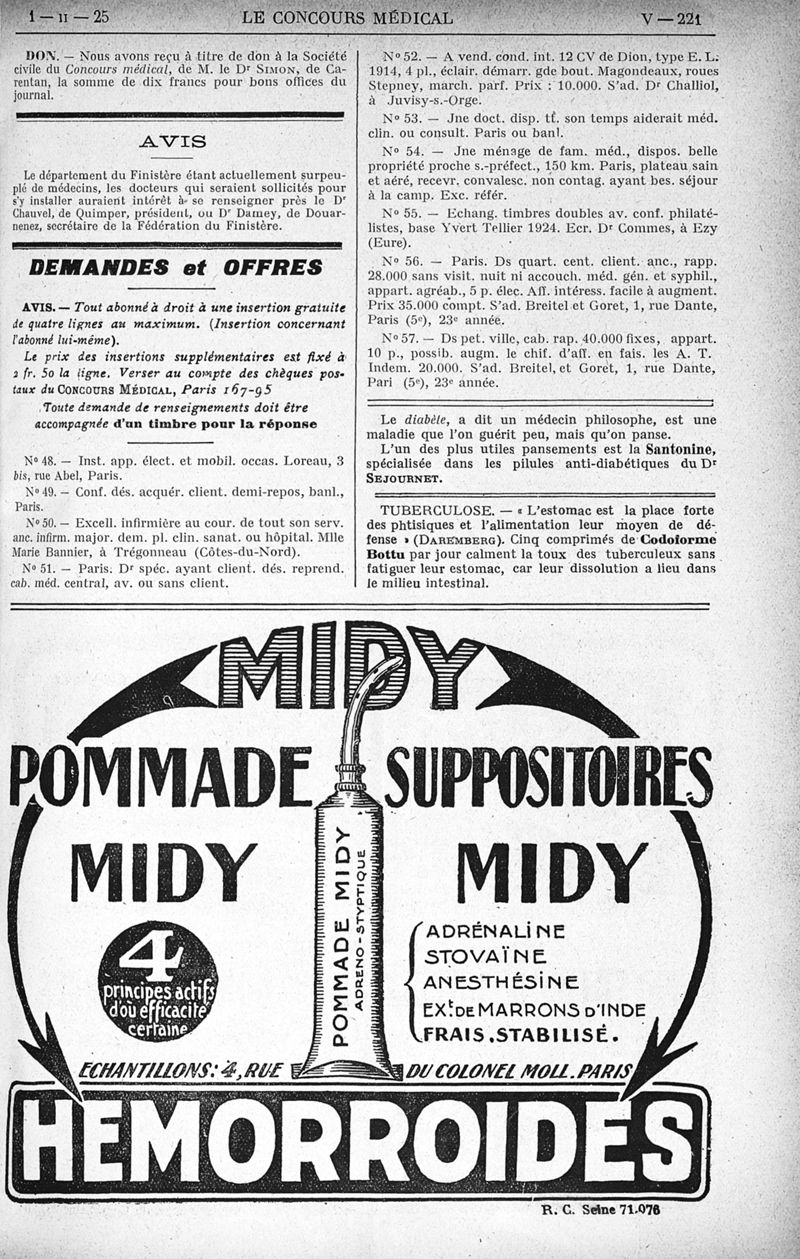 1 — II — 25
LE CONCOURS MÉDICAL
V — 221
DON. — Nous avons reçu à titre de don à la Société
civile du Concours médical, de M. le Dr SIMON, de Ca-
rentan, la somme de dix francs pour bons offices du
journal.
AVIS
Le département du Finistère étant actuellement surpeu-
plé de médecins, les docteurs qui seraient sollicités pour
s'y installer auraient intérêt à se renseigner près le Dr
Chauvel, de Quimper, président, ou Dr Damey, de Douar-
nenez, secrétaire de la Fédération du Finistère.
DEMANDES et OFFRES
AVIS. — Tout abonné à droit à une insertion gratuite
de quatre lignes au maximum. (Insertion concernant
l'abonné lui-même).
Le prix des insertions supplémentaires est fixé à
2 fr. 50 la ligne. Verser au compte des chèques pos-
taux du CONCOURS MÉDICAL, Paris 167-95
Toute demande de renseignements doit être
accompagnée d'un timbre pour la réponse
No 48. — Inst. app. élect. et mobil. occas. Loreau, 3
bis, rue Abel, Paris.
No 49. — Conf. dés. acquér. client. demi-repos, banl.,
Paris.
No 50. — Excell. infirmière au cour. de tout son serv.
anc. infirm. major. dem. pl. clin. sanat. ou hôpital. Mlle
Marie Bannier, à Trégonneau (Côtes-du-Nord).
No 51. — Paris. Dr spéc. ayant client. dés. reprend.
cab. méd. central, av. ou sans client.
No 52. — A vend. cond. int. 12 CV de Dion, type E. L.
1914, 4 pl., éclair. démarr. gde bout. Magondeaux, roues
Stepney, march. parf. Prix : 10.000. S'ad. Dr Challiol,
à Juvisy-s.-Orge.
No 53. — Jne doct. disp. tt. son temps aiderait méd.
clin. ou consult. Paris ou banl.
No 54. — Jne ménage de fam. méd., dispos. belle
propriété proche s.-préfect., 150 km. Paris, plateau sain
et aéré, recevr. convalesc. non contag. ayant bes. séjour
à la camp. Exc. référ.
No 55. — Echang. timbres doubles av. conf. philaté-
listes, base Yvert Tellier 1924. Ecr. Dr Commes, à Ezy
(Eure).
No 56. — Paris. Ds quart. cent. client. anc., rapp.
28.000 sans visit. nuit ni accouch. méd. gén. et syphil.,
appart. agréab., 5 p. élec. Aff. intéress. facile à augment.
Prix 35.000 compt. S'ad. Breitel et Goret, 1, rue Dante,
Paris (5e), 23e année.
No 57. — Ds pet. ville, cab. rap. 40.000 fixes, appart.
10 p., possib. augm. le chif. d'aff. en fais. les A. T.
Indem. 20.000. S'ad. Breitel, et Goret, 1, rue Dante,
Pari (5e), 23e année.
Le diabète, a dit un médecin philosophe, est une
maladie que l'on guérit peu, mais qu'on panse.
L'un des plus utiles pansements est la Santonine,
spécialisée dans les pilules anti-diabétiques du Dr
SEJOURNET.
TUBERCULOSE. — « L'estomac est la place forte
des phtisiques et l'alimentation leur moyen de dé-
fense » (DAREMBERG). Cinq comprimés de Codoforme
Bottu par jour calment la toux des tuberculeux sans
fatiguer leur estomac, car leur dissolution a lieu dans
le milieu intestinal.
MIDY
POMMADE
MIDY
SUPPOSITOIRES
MIDY
4
principes actifs
d'où efficacité
certaine
POMMADE MIDY
ADRENO-STYPTIQUE
ADRÉNALINE
STOVAÏNE
ANESTHÉSINE
EXt. DE MARRONS D'INDE
FRAIS. STABILISÉ.
ECHANTILLONS: 4, RUE DU COLONEL MOLL. PARIS
HEMORROIDES
R. C. Seine 71.076